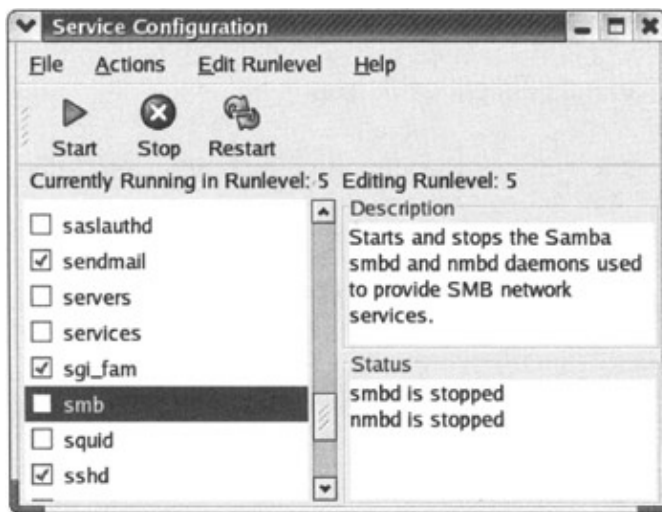 Service Configuration
File Actions Edit Runlevel Help
Start Stop Restart
Currently Running in Runlevel: 5 Editing Runlevel: 5
saslauthd
sendmail
servers
services
sgi_fam
smb
squid
sshd
Description
Starts and stops the Samba
smbd and nmbd daemons used
to provide SMB network
services.
Status
smbd is stopped
nmbd is stopped